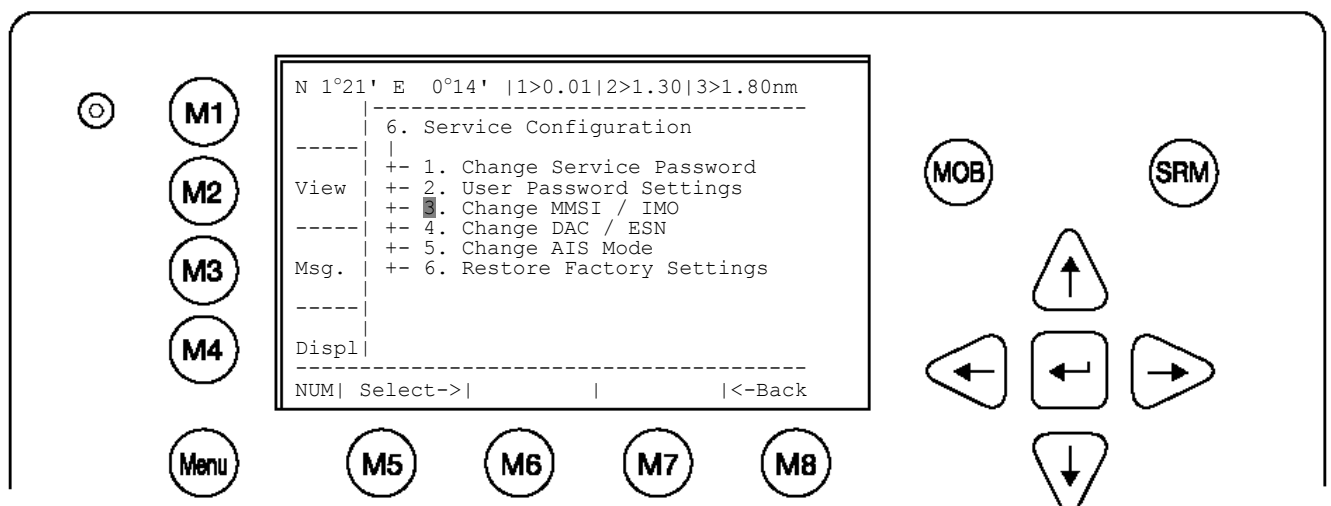 N 1°21' E  0°14' |1>0.01|2>1.30|3>1.80nm
6. Service Configuration
+- 1. Change Service Password
View | +- 2. User Password Settings
+- 3. Change MMSI / IMO
+- 4. Change DAC / ESN
+- 5. Change AIS Mode
Msg. | +- 6. Restore Factory Settings
Displ|
NUM| Select->| | |<-Back
M1
M2
M3
M4
MOB
SRM
Menu
M5
M6
M7
M8